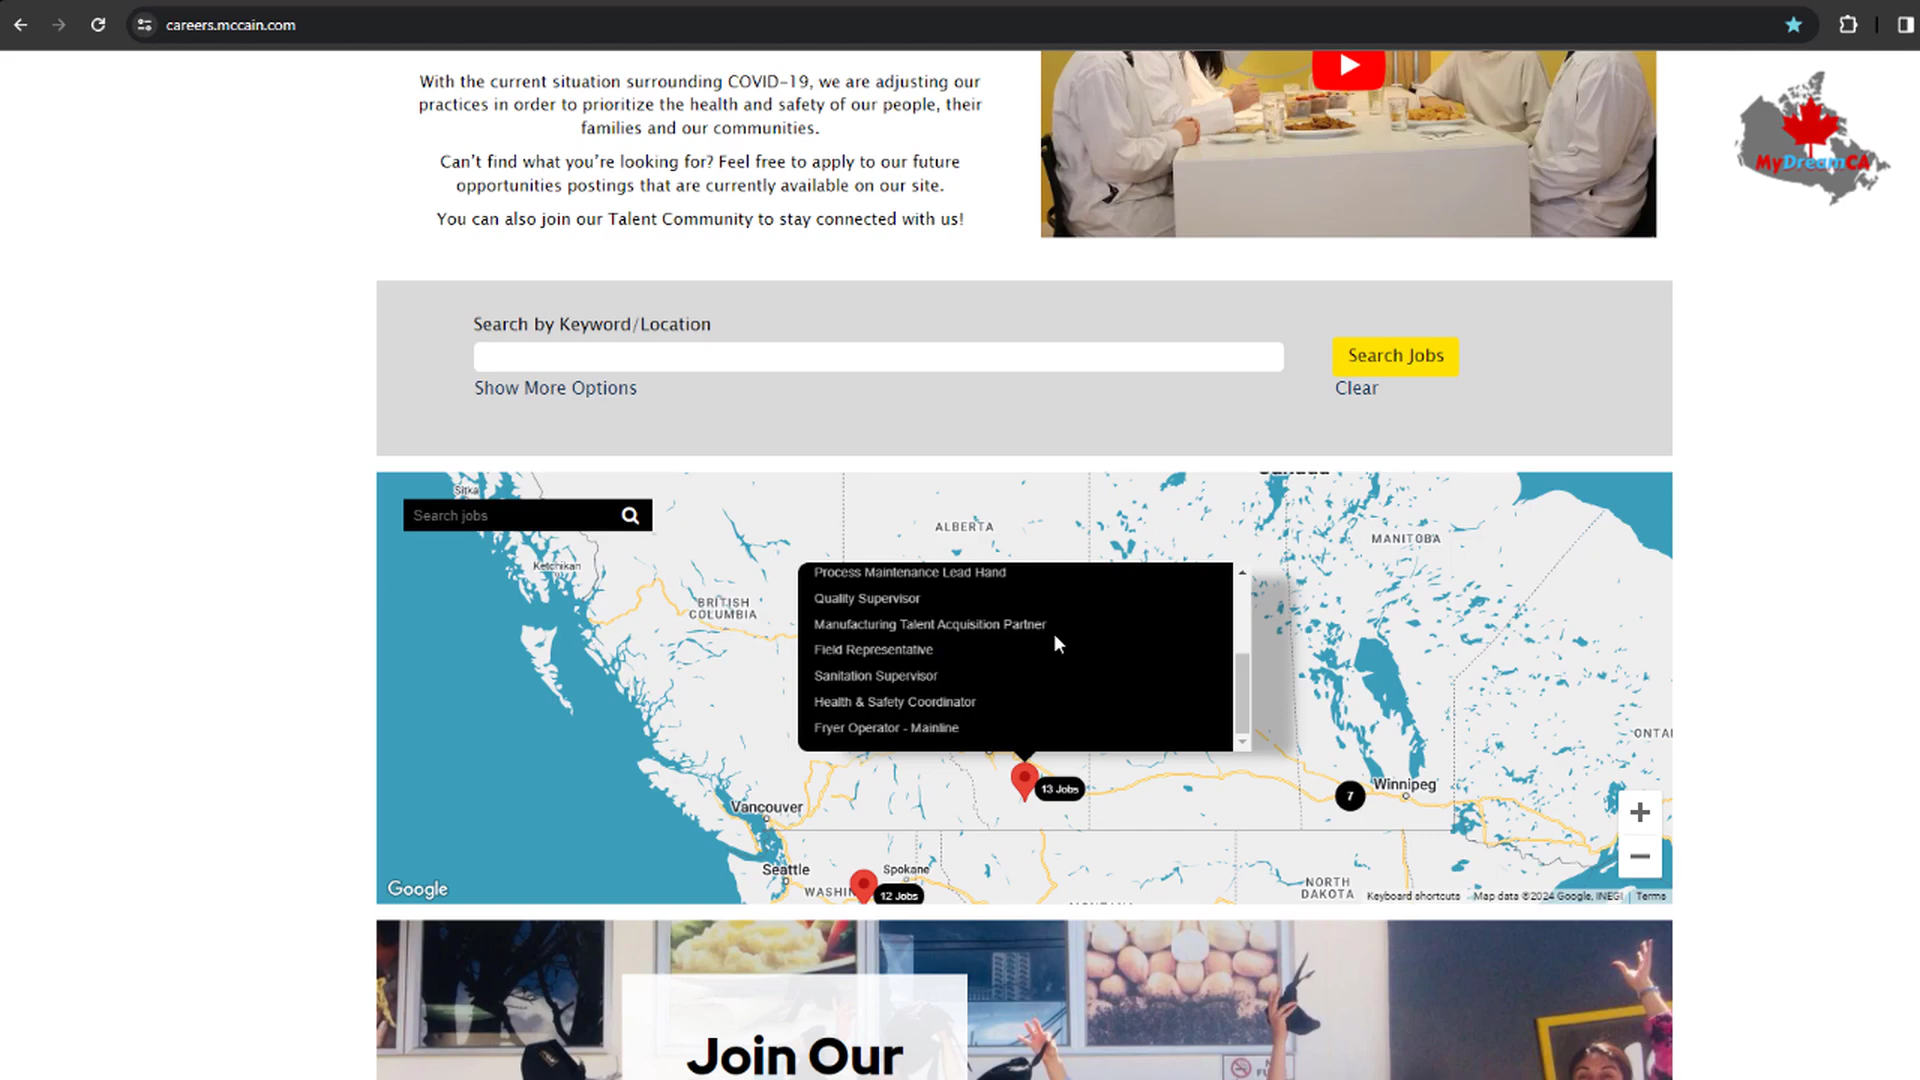 careers.mccain.com
With the current situation surrounding COVID-19, we are adjusting our
practices in order to prioritize the health and safety of our people, their
families and our communities.
Can't find what you're looking for? Feel free to apply to our future
opportunities postings that are currently available on our site.
You can also join our Talent Community to stay connected with us!
MyDreamCA
Search by Keyword/Location
Search Jobs
Show More Options
Clear
Canada
Sitka
Search jobs
ALBERTA
MANITOBA
Ketchikan
BRITISH
COLUMBIA
Process Maintenance Lead Hand
Quality Supervisor
Manufacturing Talent Acquisition Partner
Field Representative
Sanitation Supervisor
Health & Safety Coordinator
Fryer Operator - Mainline
ONTA
13 Jobs
7
Winnipeg
Vancouver
Seattle
Spokane
WASHIN
12 Jobs
NORTH
DAKOTA
Google
Keyboard shortcuts
Map data ©2024 Google, INEGI
Terms
Join Our